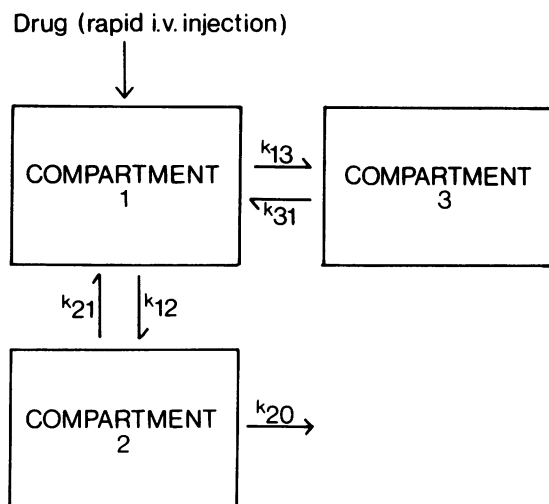 Drug (rapid i.v. injection)
COMPARTMENT
1
k13
k31
COMPARTMENT
3
k21
k12
COMPARTMENT
2
k20